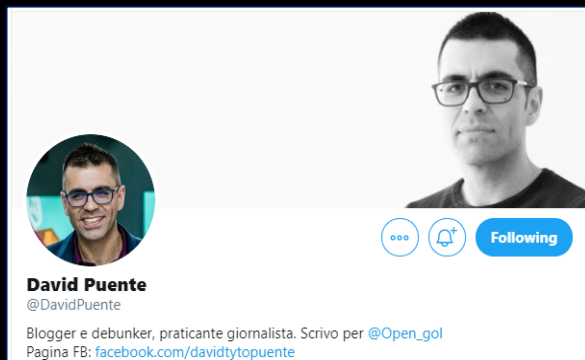 Following
David Puente
@DavidPuente
Blogger e debunker, praticante giornalista. Scrivo per @Open_gol
Pagina FB: facebook.com/davidtytopuente